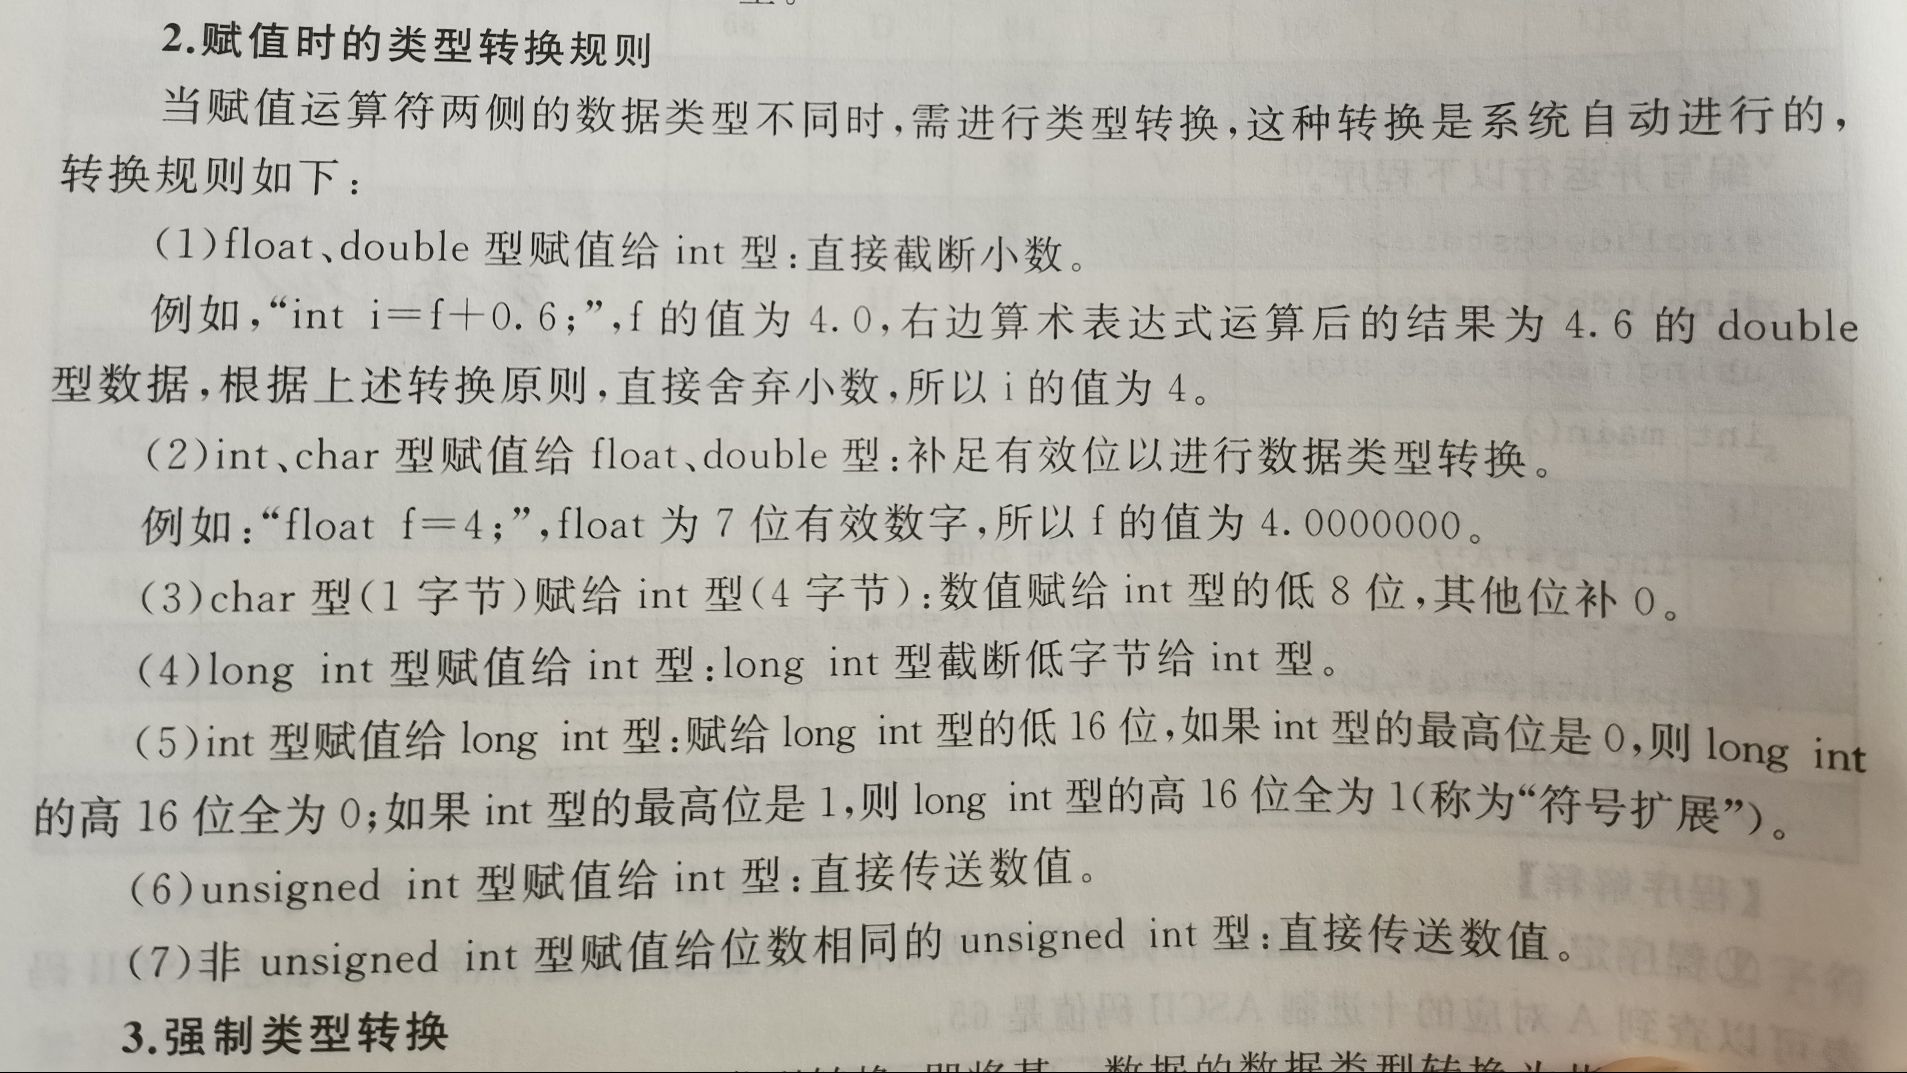 2.赋值时的类型转换规则
当赋值运算符两侧的数据类型不同时,需进行类型转换,这种转换是系统自动进行的,
转换规则如下:
(1)float、double 型赋值给 int 型:直接截断小数。
例如,“int i=f+0.6;”,f 的值为 4.0,右边算术表达式运算后的结果为 4.6 的 double
型数据,根据上述转换原则,直接舍弃小数,所以 i 的值为 4。
(2)int、char 型赋值给 float、double 型:补足有效位以进行数据类型转换。
例如:“float f=4;”,float 为 7 位有效数字,所以 f 的值为 4.0000000。
(3)char 型(1 字节)赋给 int 型(4 字节):数值赋给 int 型的低 8 位,其他位补 0。
(4)long int 型赋值给 int 型:long int 型截断低字节给 int 型。
(5)int 型赋值给 long int 型:赋给 long int 型的低 16 位,如果 int 型的最高位是 0,则 long int
的高 16 位全为 0;如果 int 型的最高位是 1,则 long int 型的高 16 位全为 1(称为“符号扩展”)。
(6)unsigned int 型赋值给 int 型:直接传送数值。
(7)非 unsigned int 型赋值给位数相同的 unsigned int 型:直接传送数值。
3.强制类型转换